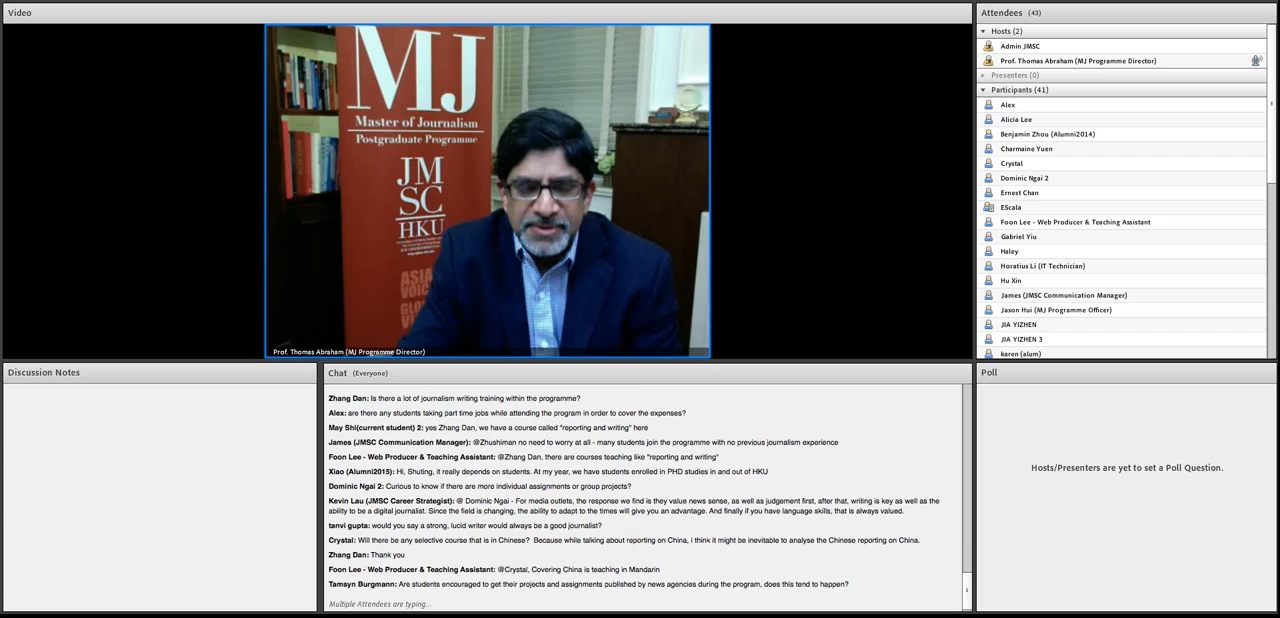 Video
MJ
Master of Journalism
Postgraduate Programme
JM
SC
HKU
ASIA
VOIC
GLO
Prof. Thomas Abraham (MJ Programme Director)
Attendees (43)
Hosts (2)
Admin JMSC
Prof. Thomas Abraham (MJ Programme Director)
Presenters (0)
Participants (41)
Alex
Alicia Lee
Benjamin Zhou (Alumni2014)
Charmaine Yuen
Crystal
Dominic Ngai 2
Ernest Chan
EScala
Foon Lee - Web Producer & Teaching Assistant
Gabriel Yiu
Haley
Horatius Li (IT Technician)
Hu Xin
James (JMSC Communication Manager)
Jason Hui (MJ Programme Officer)
JIA YIZHEN
JIA YIZHEN 3
karen (alum)
Discussion Notes
Chat (Everyone)
Zhang Dan: Is there a lot of journalism writing training within the programme?
Alex: are there any students taking part time jobs while attending the program in order to cover the expenses?
May Shi(current student) 2: yes Zhang Dan, we have a course called "reporting and writing" here
James (JMSC Communication Manager): @Zhushiman no need to worry at all - many students join the programme with no previous journalism experience
Foon Lee - Web Producer & Teaching Assistant: @Zhang Dan, there are courses teaching like "reporting and writing"
Xiao (Alumni2015): Hi, Shuting, it really depends on students. At my year, we have students enrolled in PHD studies in and out of HKU
Dominic Ngai 2: Curious to know if there are more individual assignments or group projects?
Kevin Lau (JMSC Career Strategist): @ Dominic Ngai - For media outlets, the response we find is they value news sense, as well as judgement first, after that, writing is key as well as the
ability to be a digital journalist. Since the field is changing, the ability to adapt to the times will give you an advantage. And finally if you have language skills, that is always valued.
tanvi gupta: would you say a strong, lucid writer would always be a good journalist?
Crystal: Will there be any selective course that is in Chinese? Because while talking about reporting on China, i think it might be inevitable to analyse the Chinese reporting on China.
Zhang Dan: Thank you
Foon Lee - Web Producer & Teaching Assistant: @Crystal, Covering China is teaching in Mandarin
Tamsyn Burgmann: Are students encouraged to get their projects and assignments published by news agencies during the program, does this tend to happen?
Multiple Attendees are typing...
Poll
Hosts/Presenters are yet to set a Poll Question.